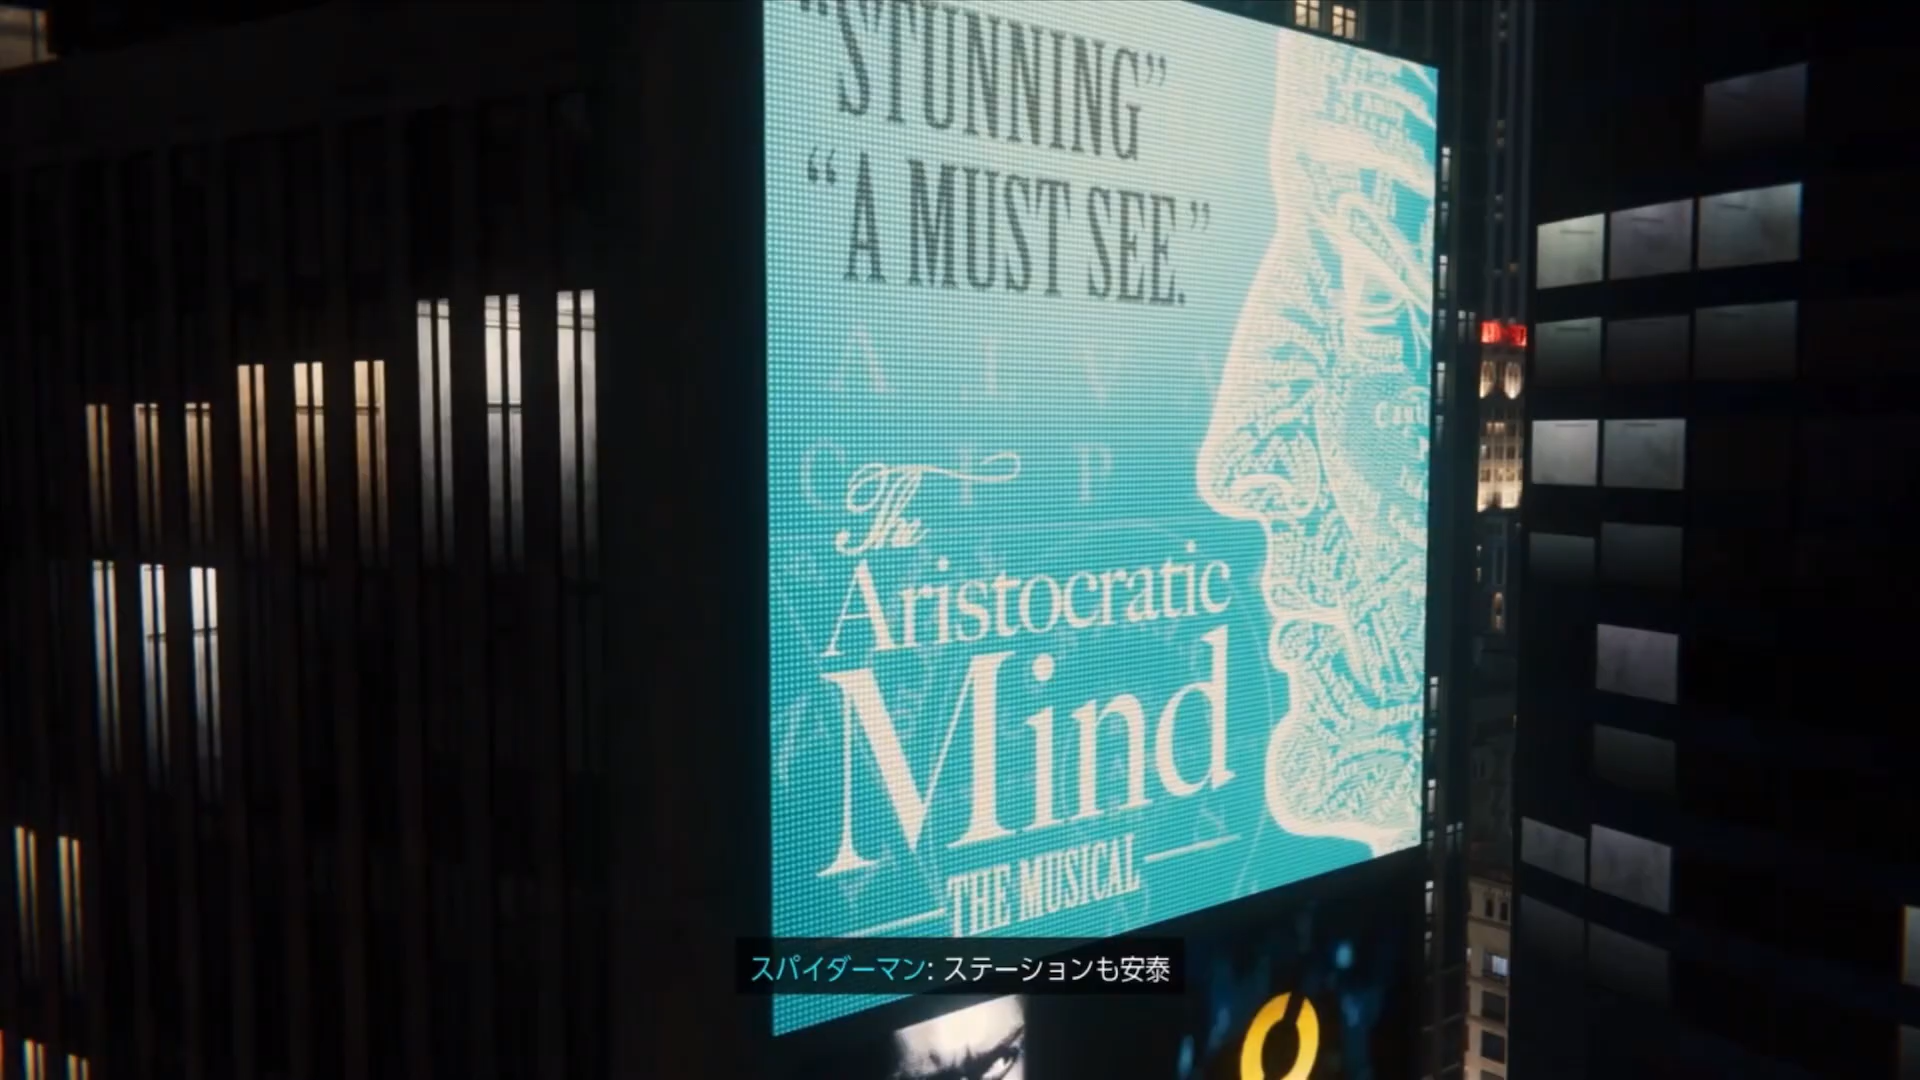 “STUNNING”
“A MUST SEE.”
The
Aristocratic
Mind
THE MUSICAL
スパイダーマン: ステーションも安泰